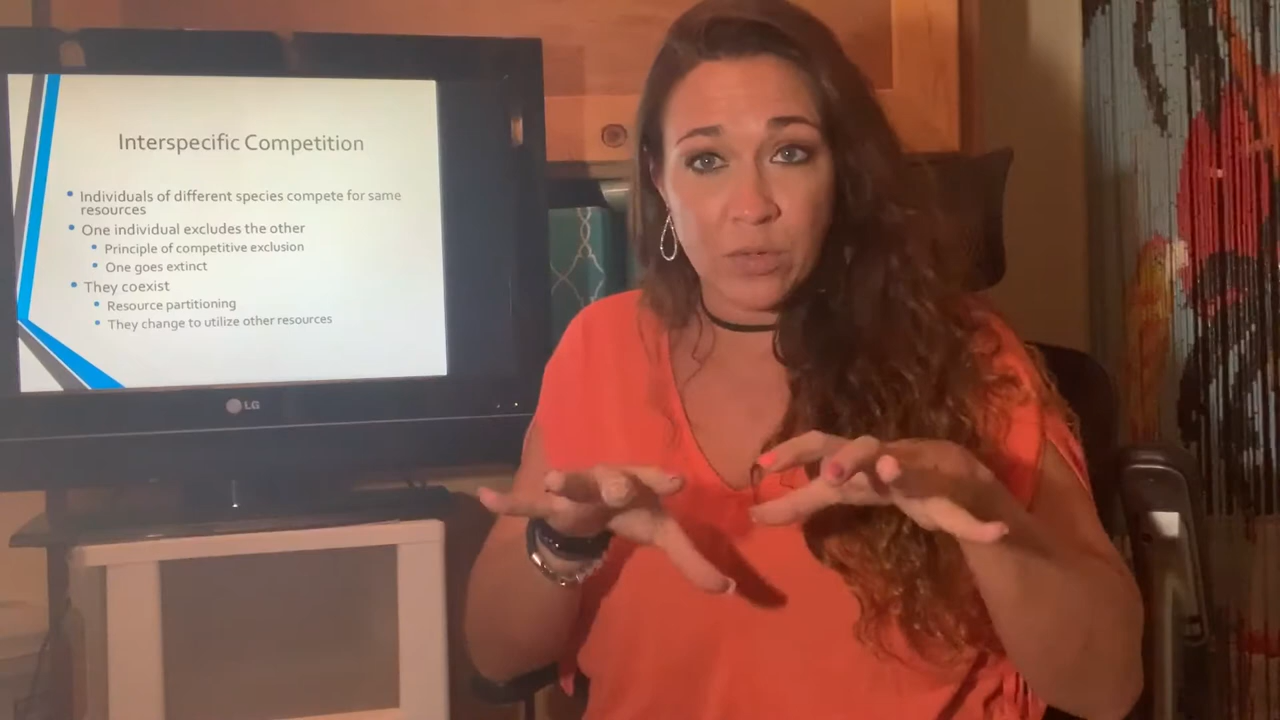 Interspecific Competition
Individuals of different species compete for same
resources
One individual excludes the other
Principle of competitive exclusion
One goes extinct
They coexist
Resource partitioning
They change to utilize other resources
LG